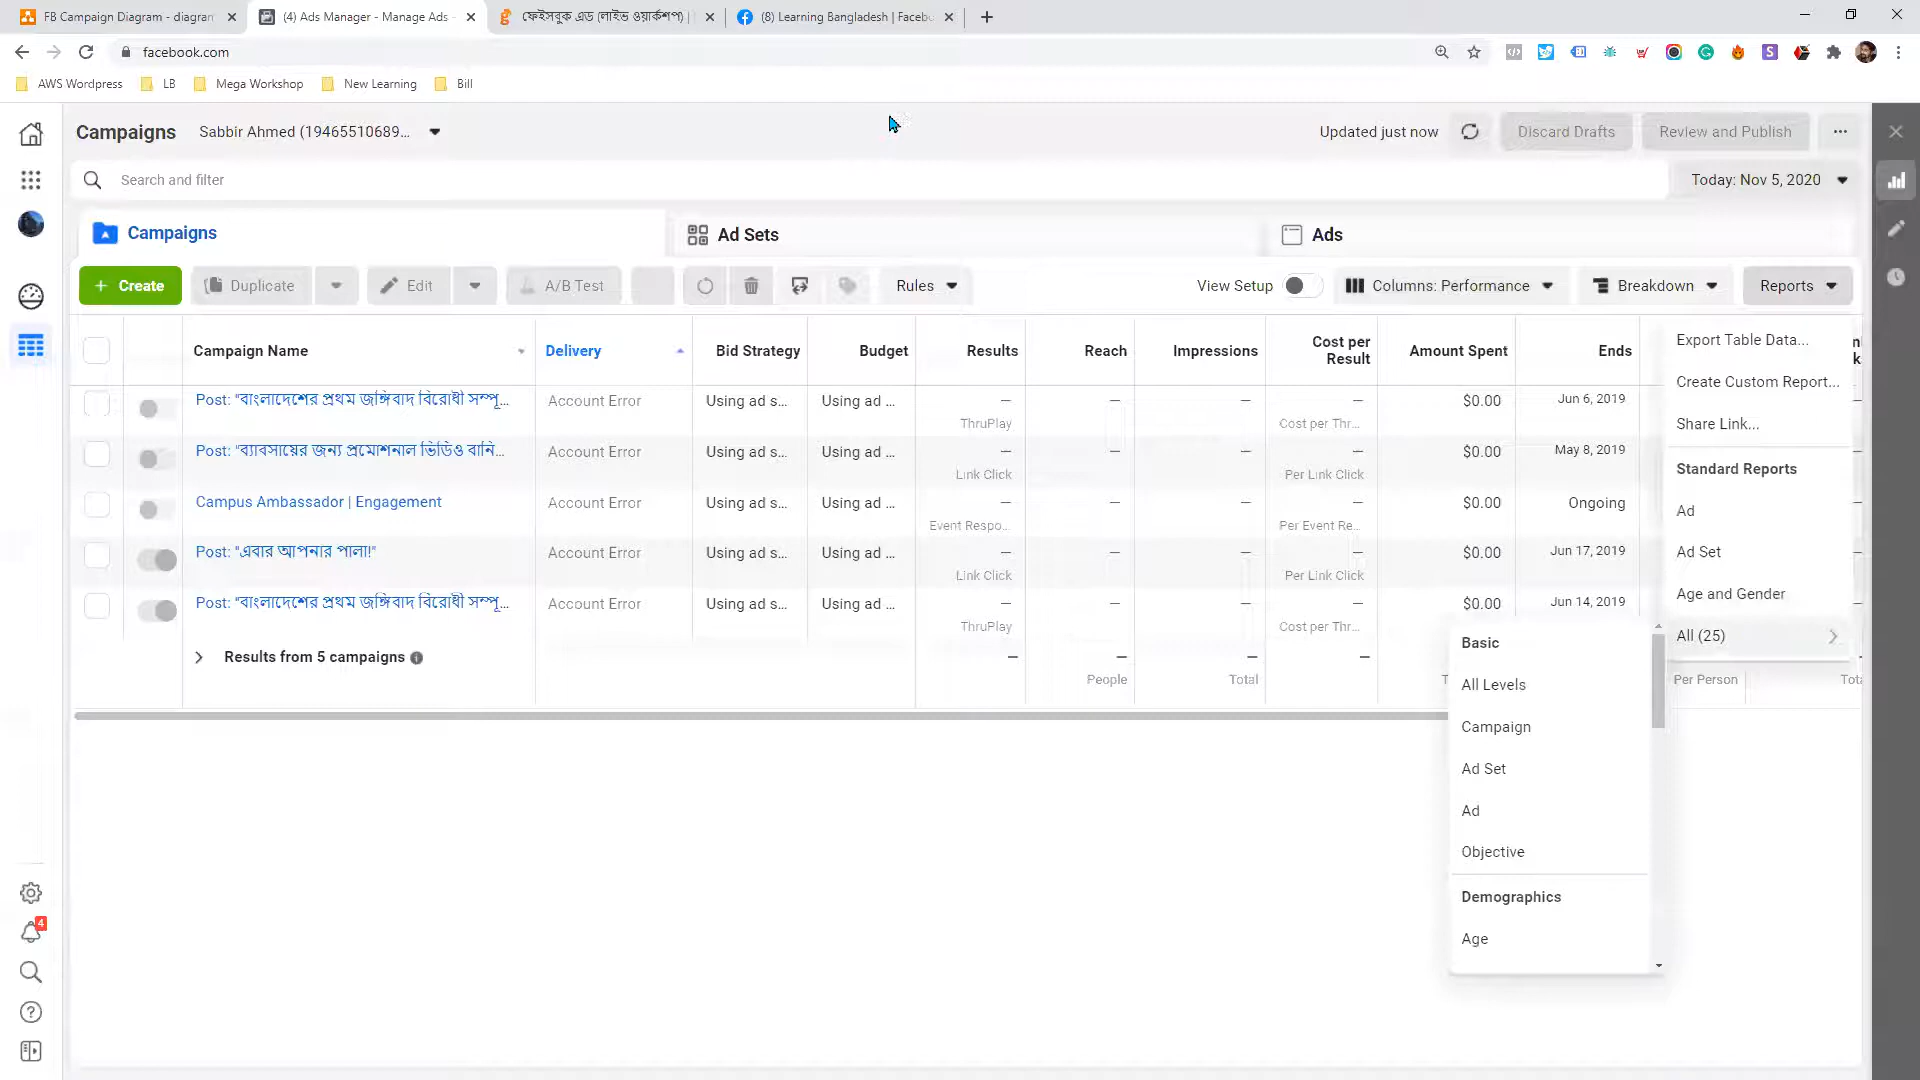 FB Campaign Diagram - diagran
(4) Ads Manager - Manage Ads -
ফেইসবুক এড (লাইভ ওয়ার্কশপ) |
(8) Learning Bangladesh | Facebo
facebook.com
AWS Wordpress
LB
Mega Workshop
New Learning
Bill
Campaigns
Sabbir Ahmed (19465510689...
Updated just now
Discard Drafts
Review and Publish
Search and filter
Today: Nov 5, 2020
Campaigns
Ad Sets
Ads
+ Create
Duplicate
Edit
A/B Test
Rules
View Setup
Columns: Performance
Breakdown
Reports
Campaign Name
Delivery
Bid Strategy
Budget
Results
Reach
Impressions
Cost per
Result
Amount Spent
Ends
Export Table Data...
Create Custom Report...
Share Link...
Standard Reports
Ad
Ad Set
Age and Gender
All (25)
Post: "বাংলাদেশের প্রথম জঙ্গিবাদ বিরোধী সম্পূ...
Account Error
Using ad s...
Using ad ...
—
ThruPlay
—
—
—
Cost per Thr...
$0.00
Jun 6, 2019
Post: "ব্যাবসায়ের জন্য প্রমোশনাল ভিডিও বানি...
Account Error
Using ad s...
Using ad ...
—
Link Click
—
—
—
Per Link Click
$0.00
May 8, 2019
Campus Ambassador | Engagement
Account Error
Using ad s...
Using ad ...
—
Event Respo...
—
—
—
Per Event Re...
$0.00
Ongoing
Post: "এবার আপনার পালা!"
Account Error
Using ad s...
Using ad ...
—
Link Click
—
—
—
Per Link Click
$0.00
Jun 17, 2019
Post: "বাংলাদেশের প্রথম জঙ্গিবাদ বিরোধী সম্পূ...
Account Error
Using ad s...
Using ad ...
—
ThruPlay
—
—
—
Cost per Thr...
$0.00
Jun 14, 2019
Results from 5 campaigns
—
—
People
—
Total
—
Per Person
Basic
All Levels
Campaign
Ad Set
Ad
Objective
Demographics
Age
4